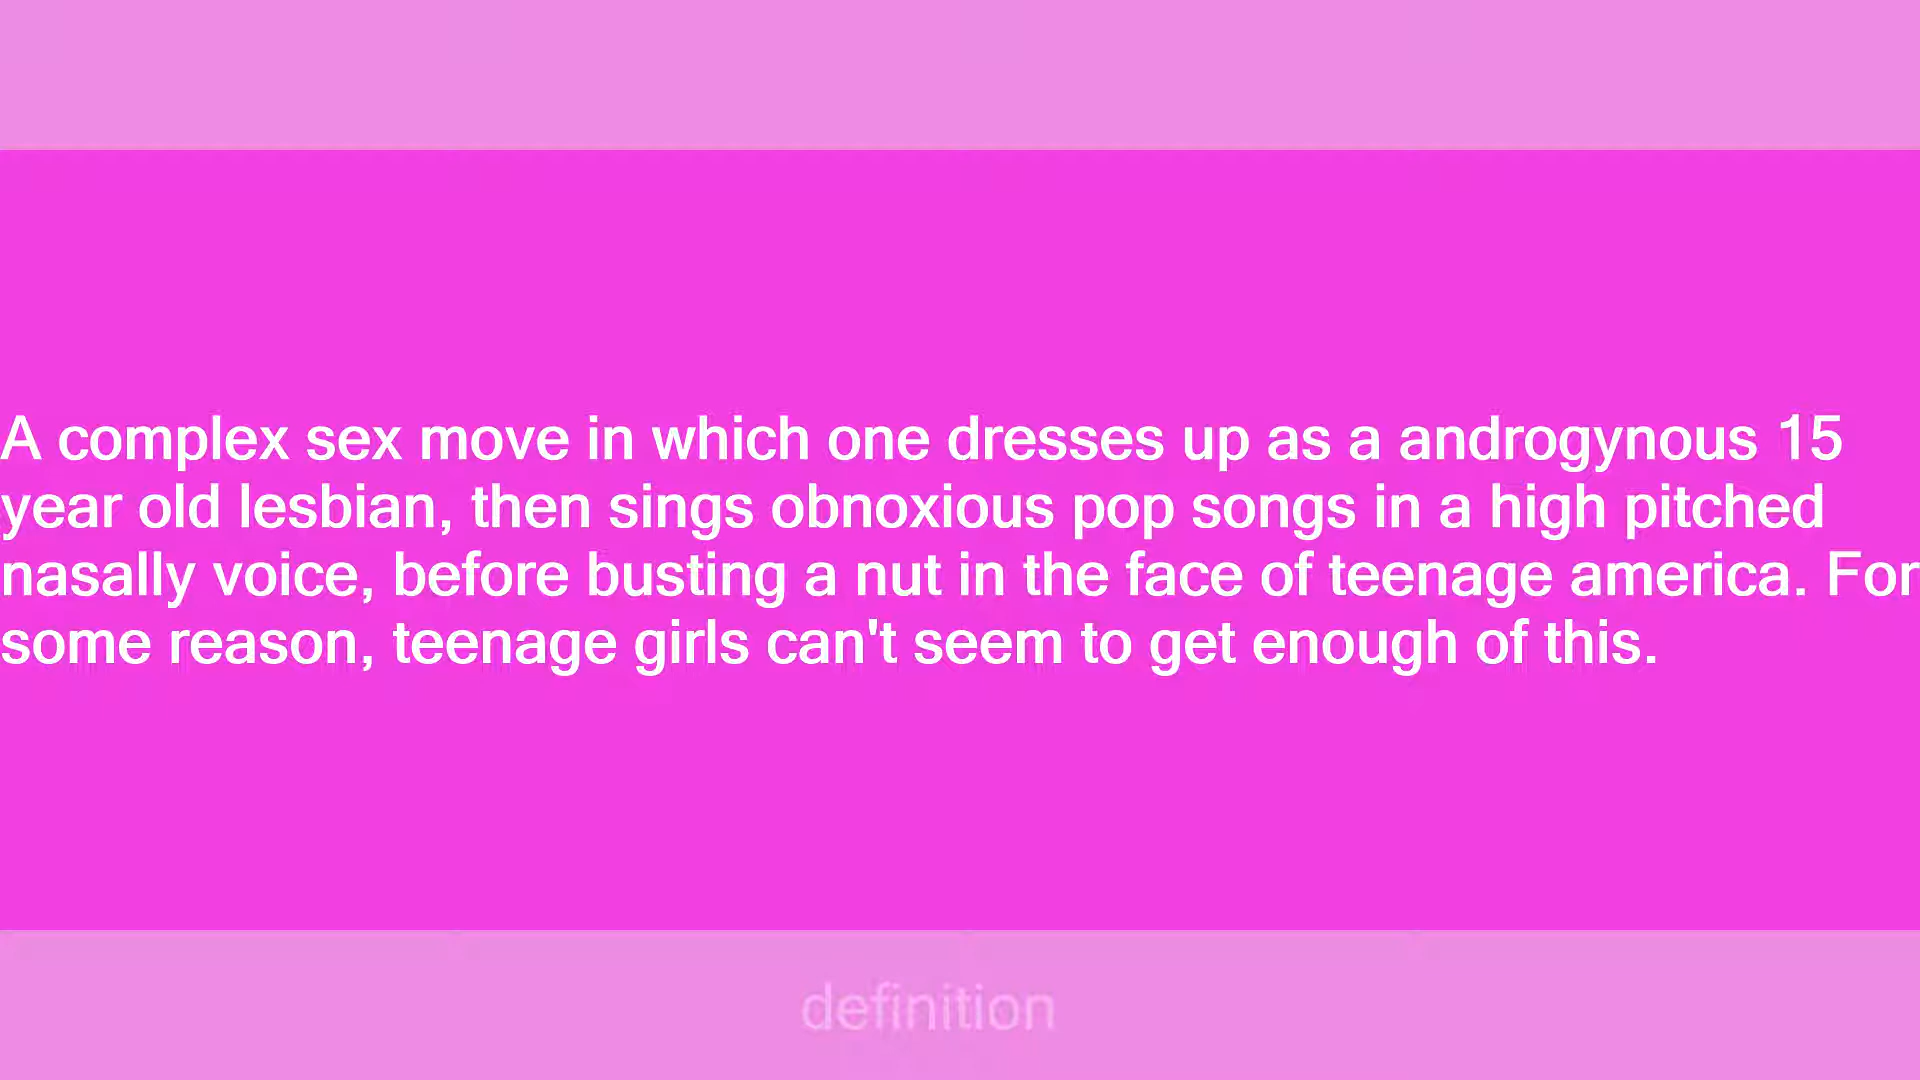 A complex sex move in which one dresses up as a androgynous 15
year old lesbian, then sings obnoxious pop songs in a high pitched
nasally voice, before busting a nut in the face of teenage america. For
some reason, teenage girls can't seem to get enough of this.
definition